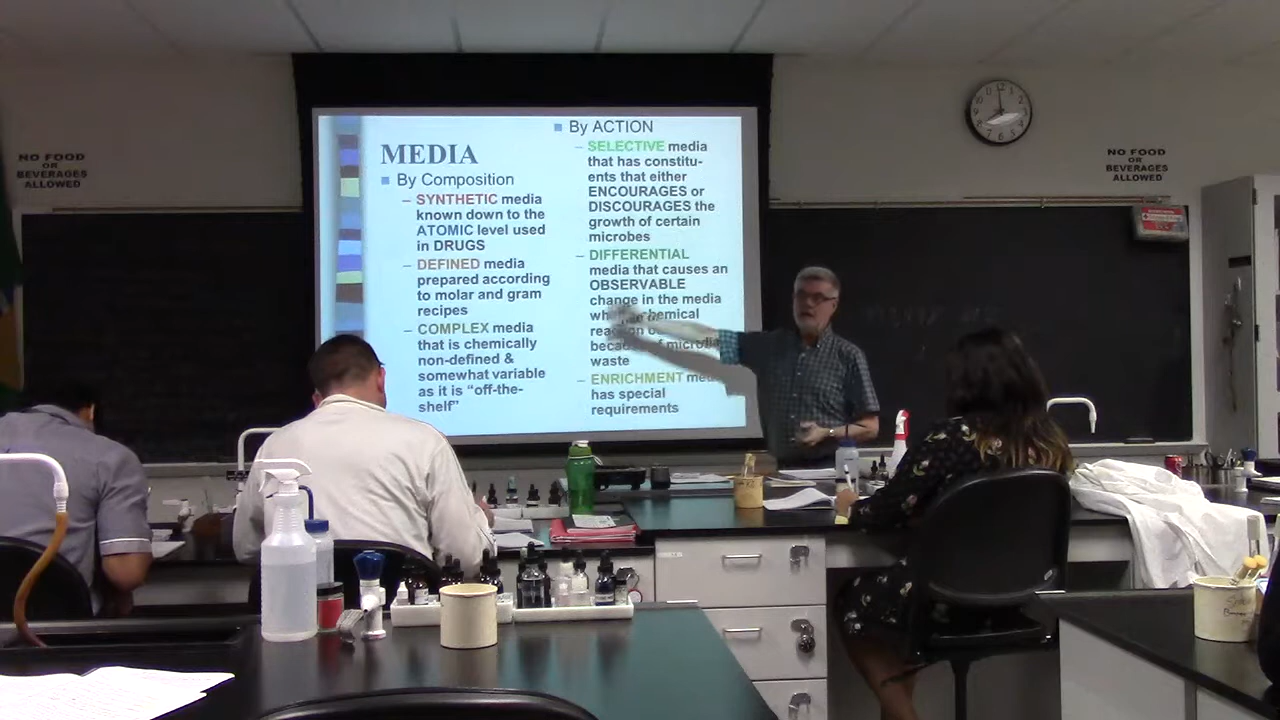 NO FOOD
OR
BEVERAGES
ALLOWED
MEDIA
By Composition
– SYNTHETIC media
known down to the
ATOMIC level used
in DRUGS
– DEFINED media
prepared according
to molar and gram
recipes
– COMPLEX media
that is chemically
non-defined &
somewhat variable
as it is “off-the-
shelf”
By ACTION
– SELECTIVE media
that has constitu-
ents that either
ENCOURAGES or
DISCOURAGES the
growth of certain
microbes
– DIFFERENTIAL
media that causes an
OBSERVABLE
change in the media
chemical
of
waste
– ENRICHMENT
has special
requirements
NO FOOD
OR
BEVERAGES
ALLOWED